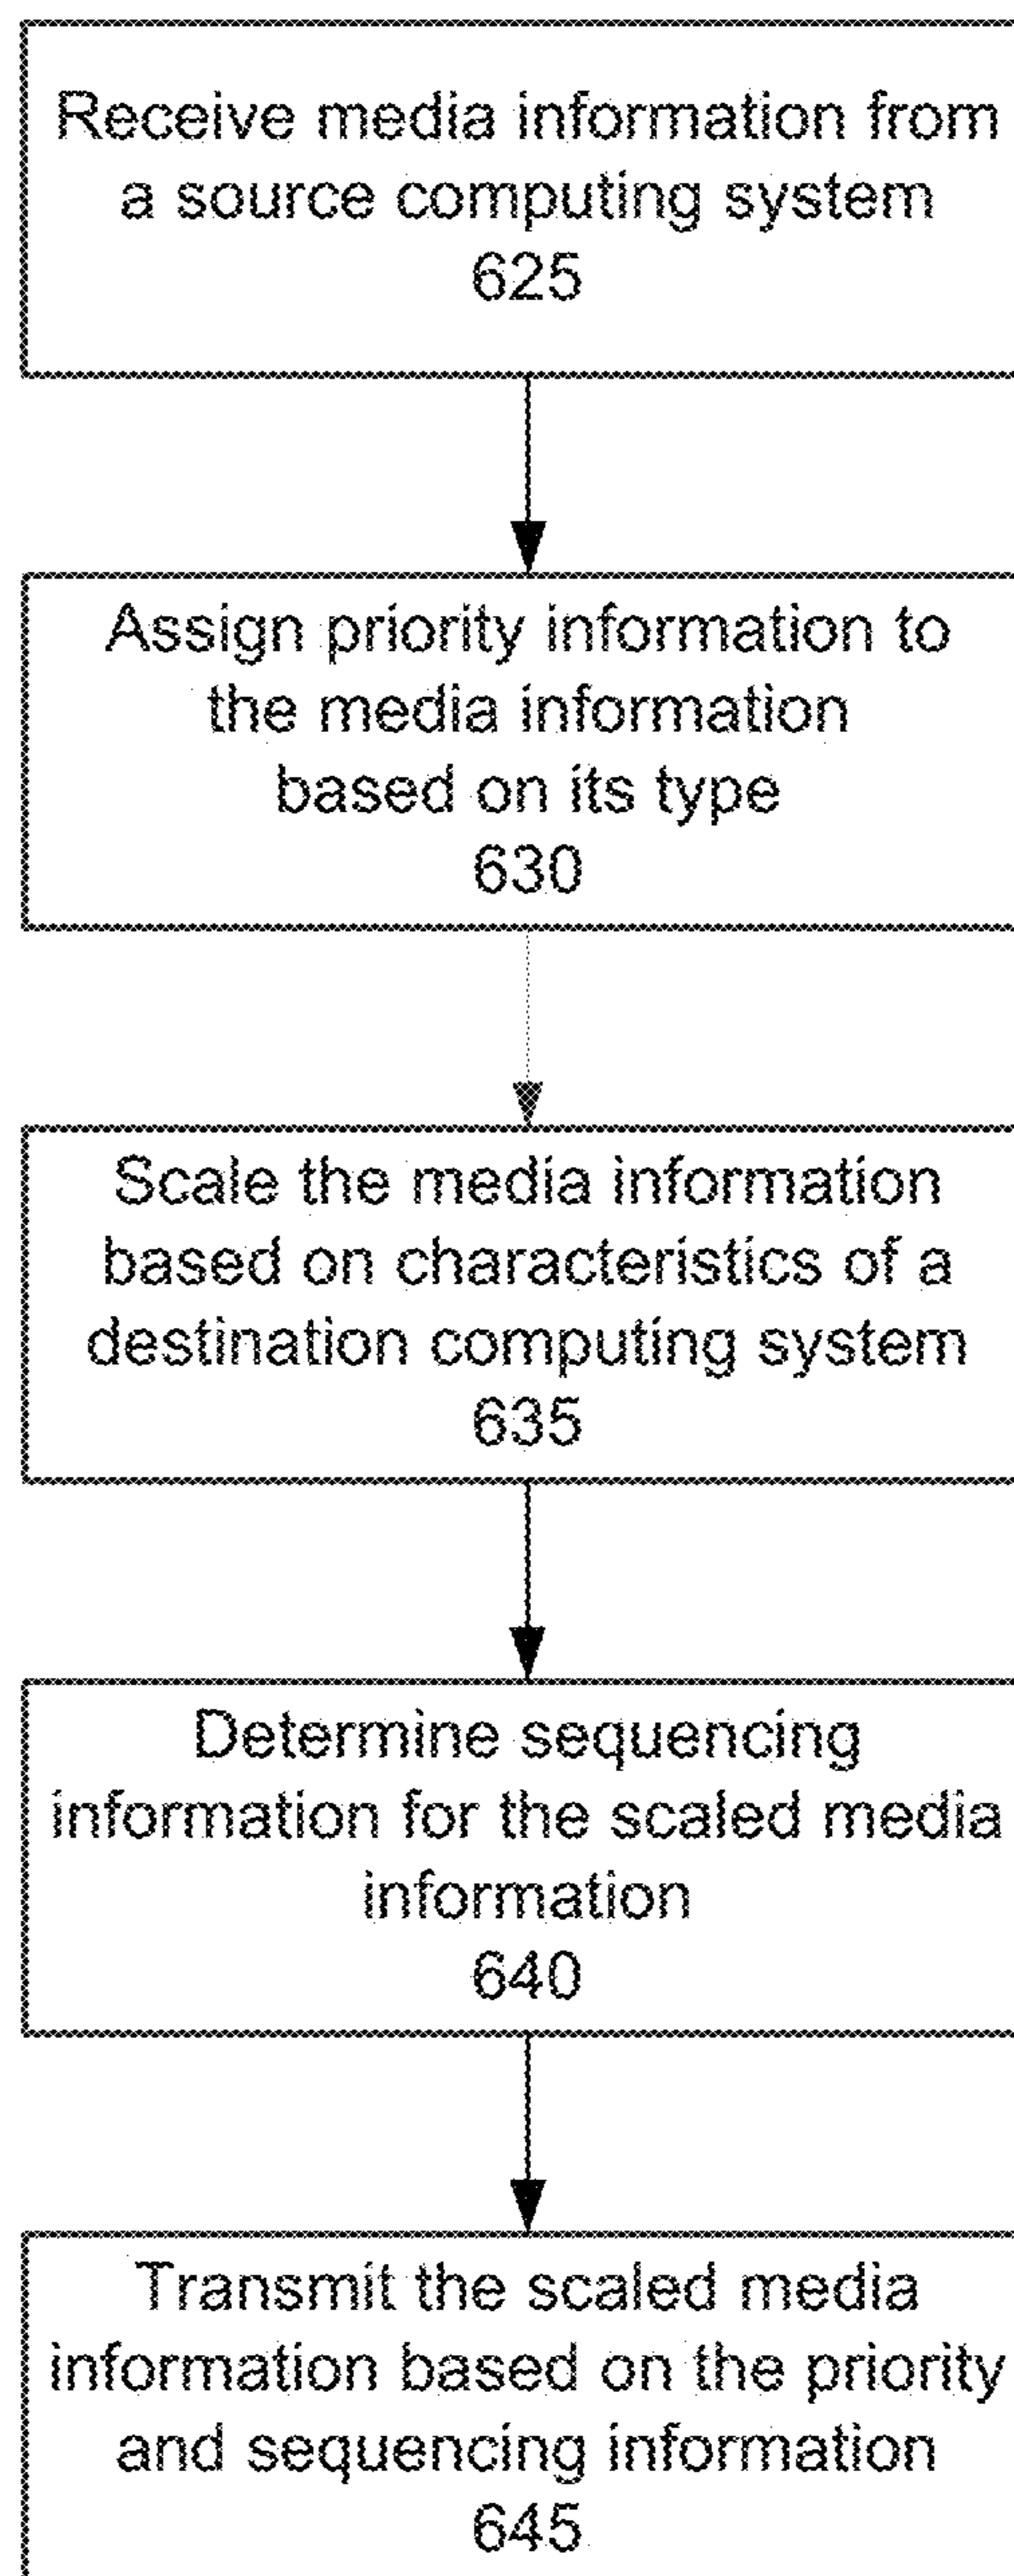 Receive media information from
a source computing system
625
Assign priority information to
the media information
based on its type
630
Scale the media information
based on characteristics of a
destination computing system
635
Determine sequencing
information for the scaled media
information
640
Transmit the scaled media
information based on the priority
and sequencing information
645